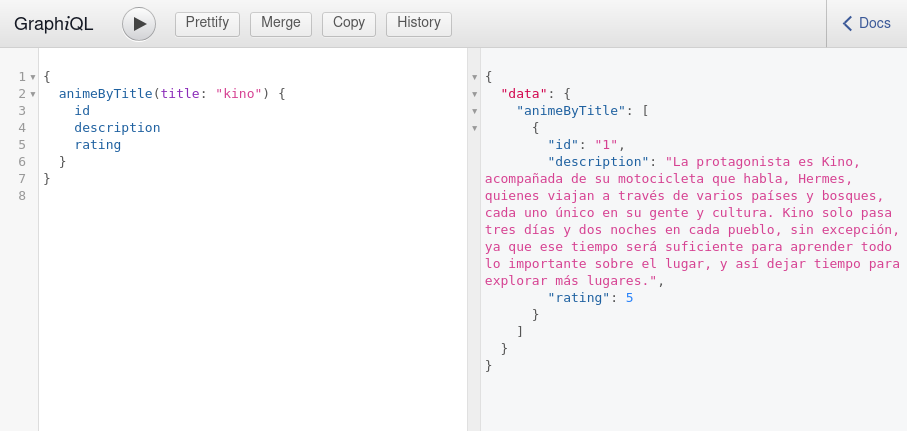 GraphiQL Prettify Merge Copy History Docs
1 {
2 animeByTitle(title: "kino") {
3 id
4 description
5 rating
6 }
7 }
8
{
"data": {
"animeByTitle": [
{
"id": "1",
"description": "La protagonista es Kino,
acompañada de su motocicleta que habla, Hermes,
quienes viajan a través de varios países y bosques,
cada uno único en su gente y cultura. Kino solo pasa
tres días y dos noches en cada pueblo, sin excepción,
ya que ese tiempo será suficiente para aprender todo
lo importante sobre el lugar, y así dejar tiempo para
explorar más lugares.",
"rating": 5
}
]
}
}